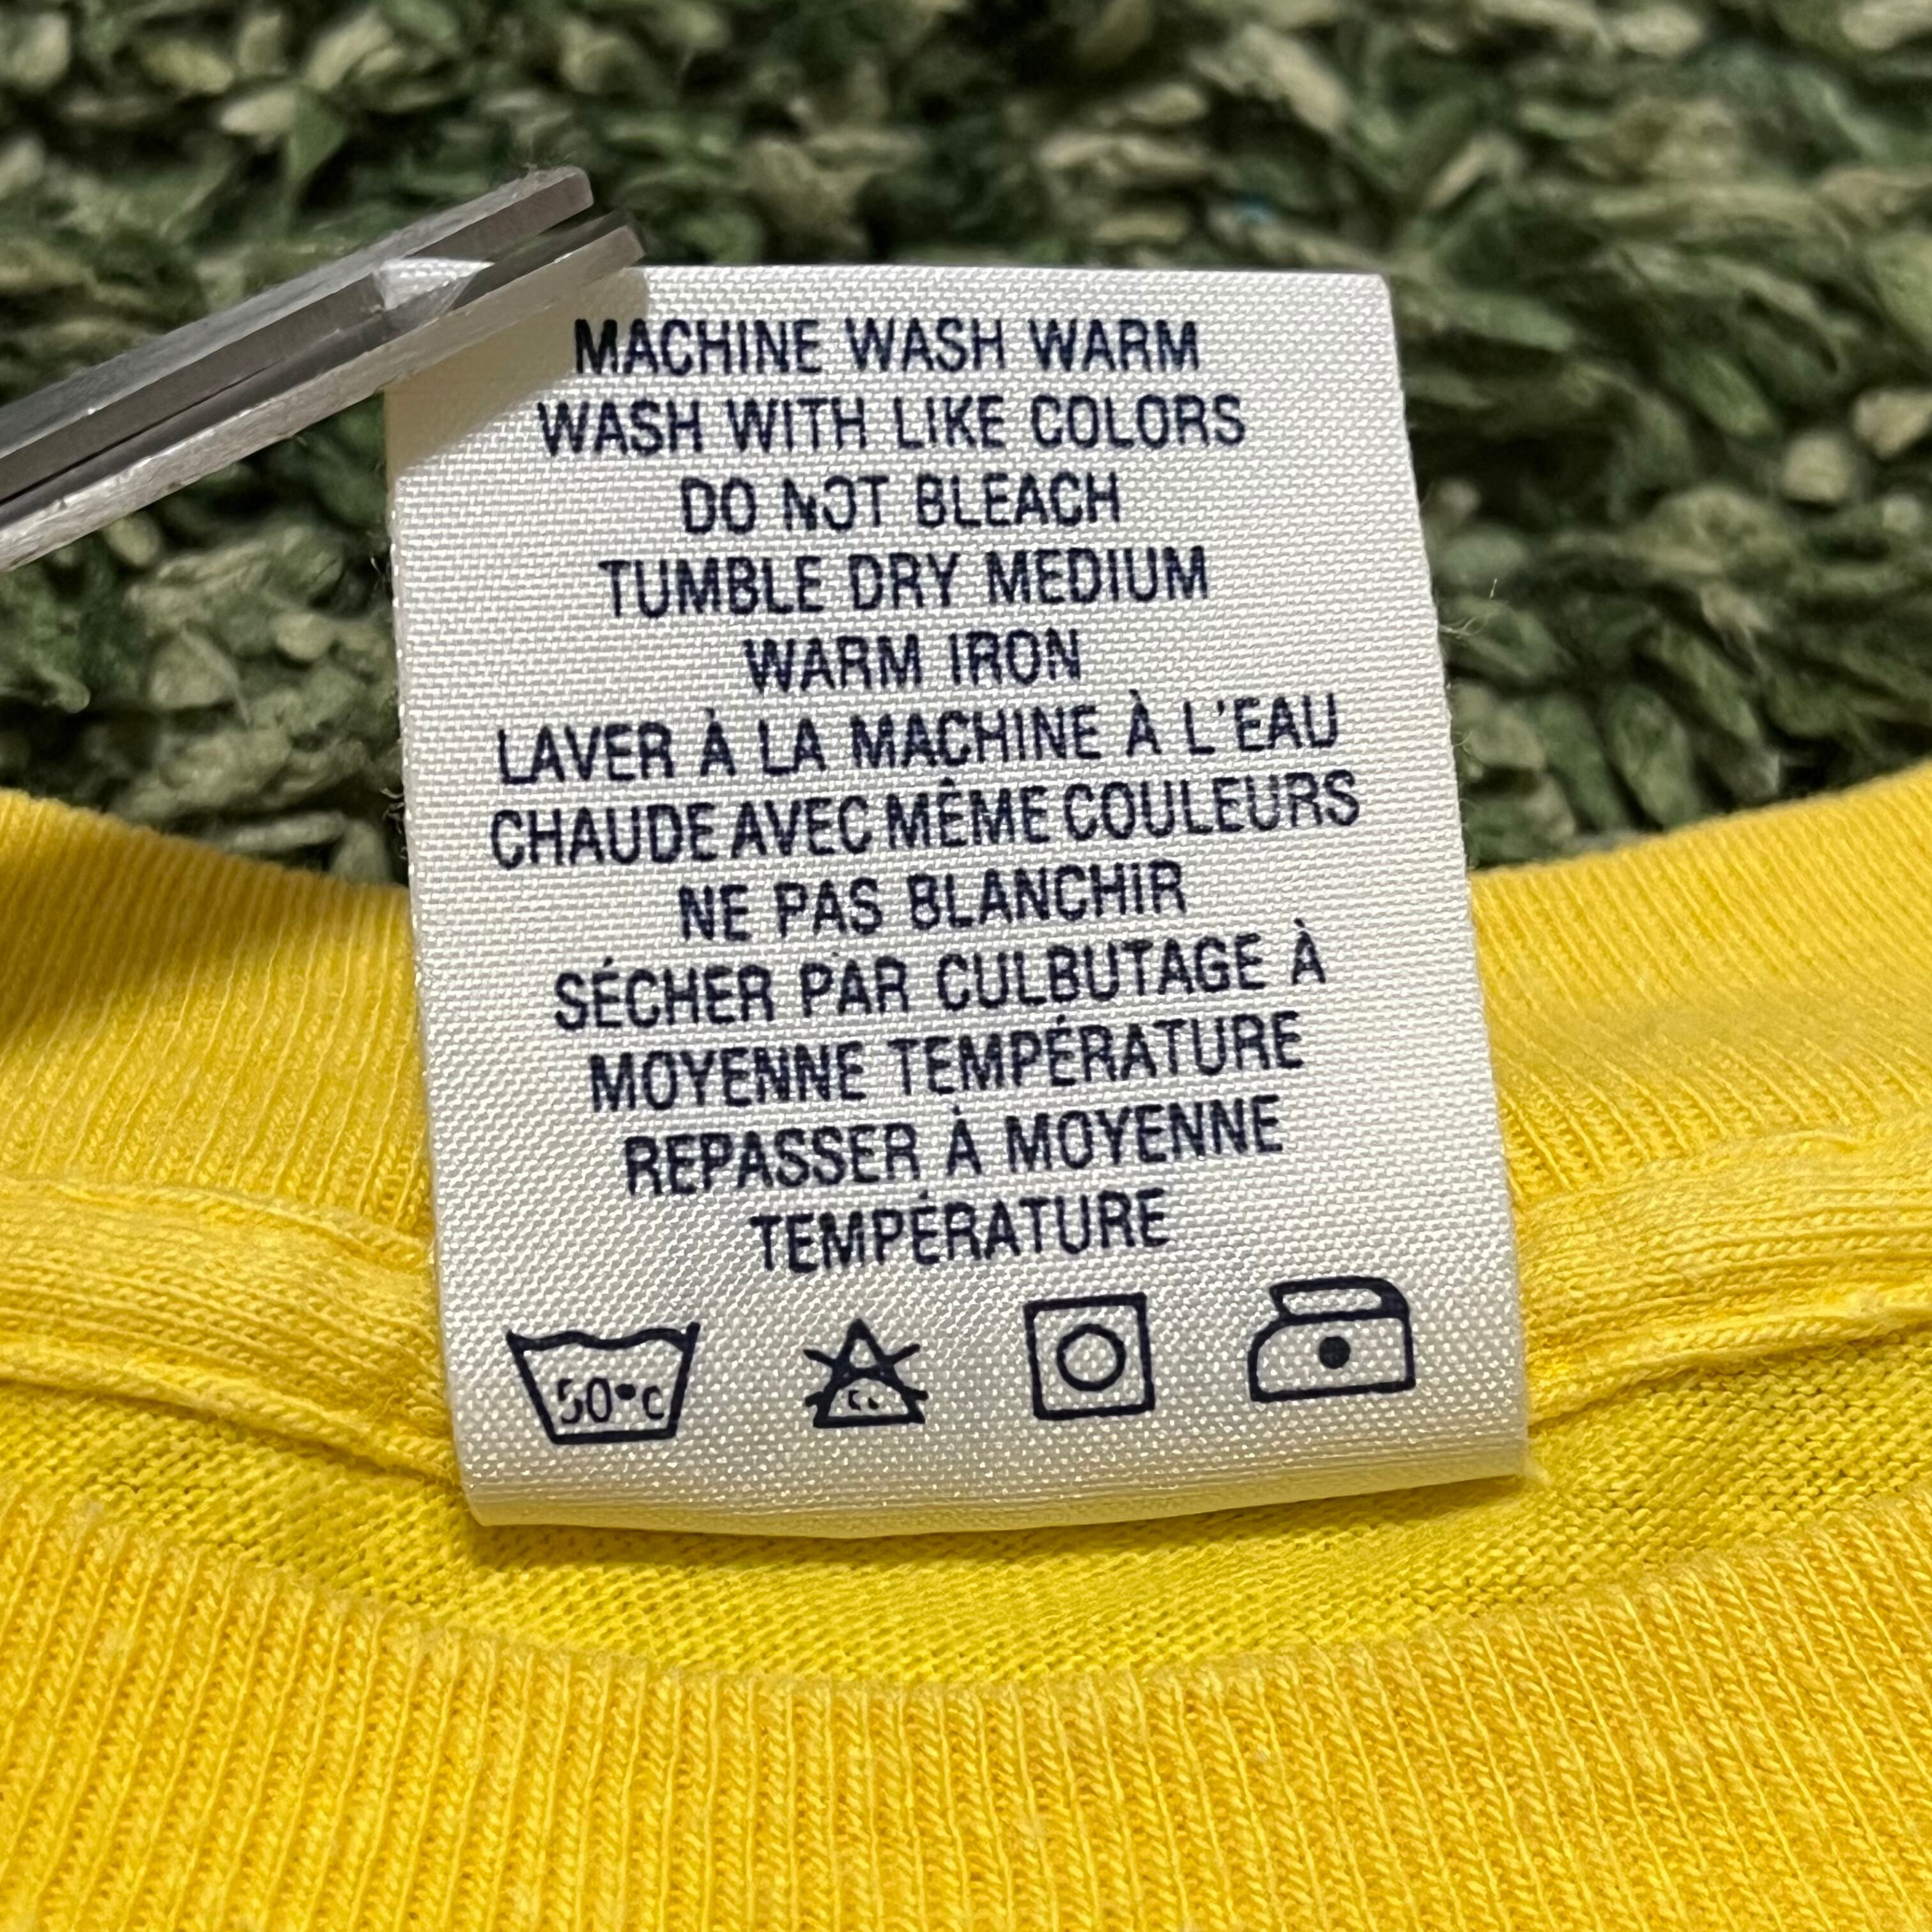 MACHINE WASH WARM
WASH WITH LIKE COLORS
DO NOT BLEACH
TUMBLE DRY MEDIUM
WARM IRON
LAVER À LA MACHINE À L'EAU
CHAUDE AVEC MÊME COULEURS
NE PAS BLANCHIR
SÉCHER PAR CULBUTAGE À
MOYENNE TEMPÉRATURE
REPASSER À MOYENNE
TEMPÉRATURE
50°C